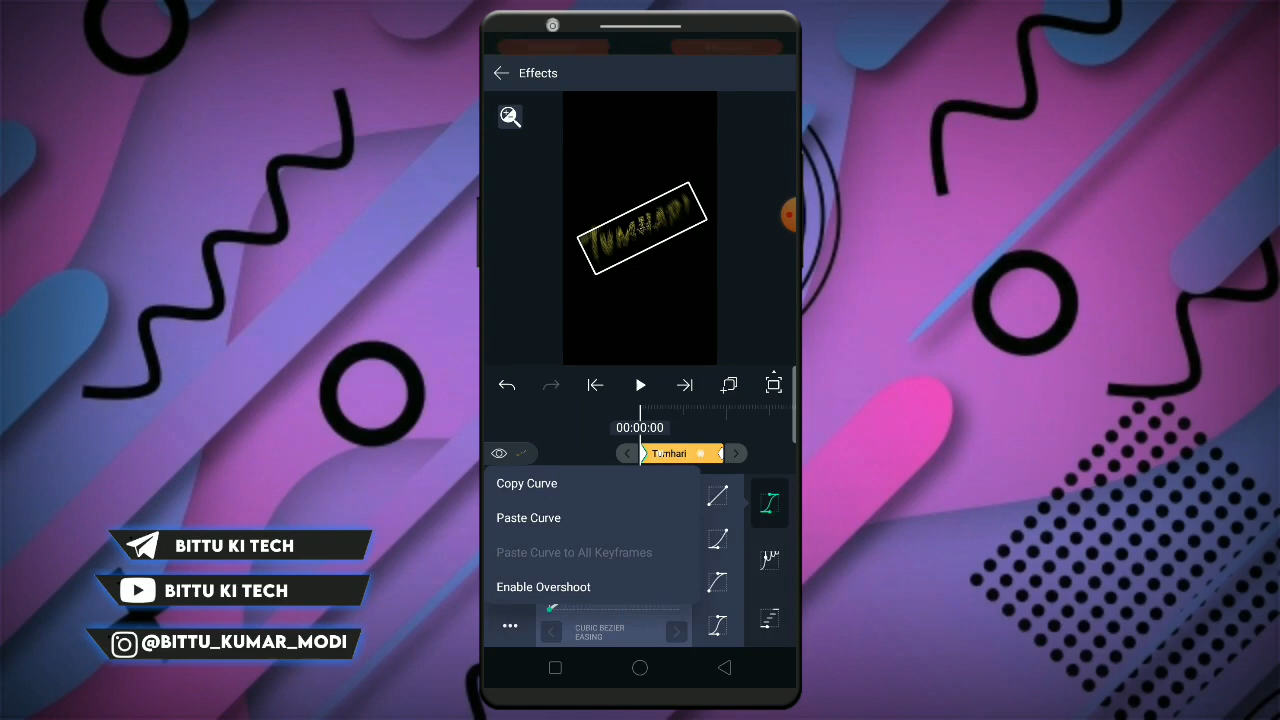 Effects
TUMHARI
00:00:00
Tumhari
Copy Curve
Paste Curve
Paste Curve to All Keyframes
Enable Overshoot
CUBIC BEZIER
EASING
BITTU KI TECH
BITTU KI TECH
@BITTU_KUMAR_MODI